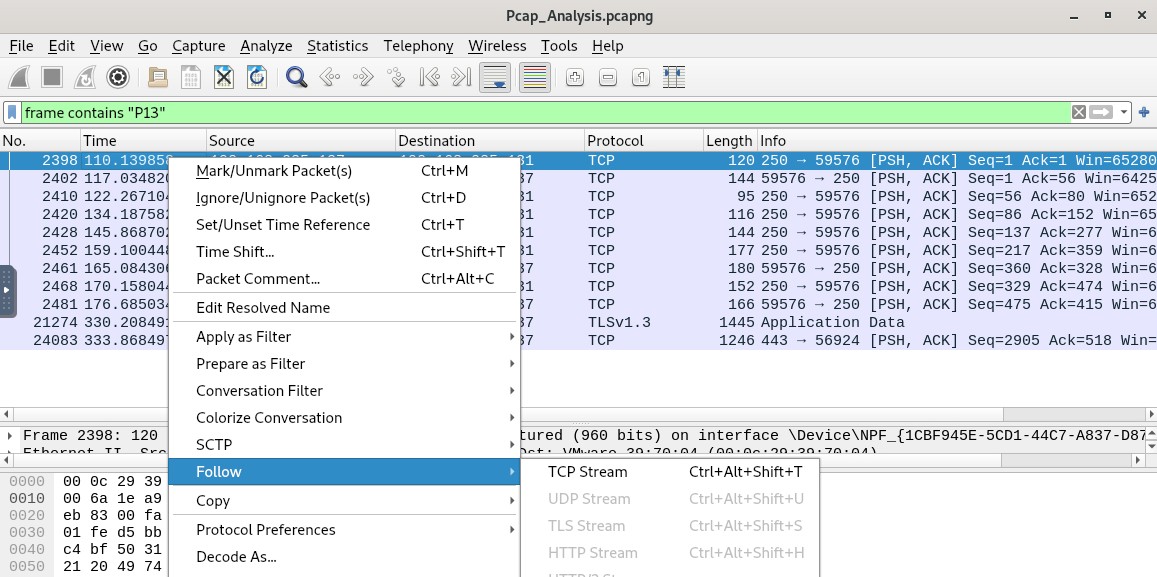 Pcap_Analysis.pcapng
File Edit View Go Capture Analyze Statistics Telephony Wireless Tools Help
frame contains "P13"
No. Time Source Destination Protocol Length Info
2398 110.139858 TCP 120 250 → 59576 [PSH, ACK] Seq=1 Ack=1 Win=65280
2402 117.034820 37 TCP 144 59576 → 250 [PSH, ACK] Seq=1 Ack=56 Win=6425
2410 122.267104 31 TCP 95 250 → 59576 [PSH, ACK] Seq=56 Ack=80 Win=652
2420 134.187582 31 TCP 116 250 → 59576 [PSH, ACK] Seq=86 Ack=152 Win=65
2428 145.868702 31 TCP 144 250 → 59576 [PSH, ACK] Seq=137 Ack=277 Win=6
2452 159.100448 31 TCP 177 250 → 59576 [PSH, ACK] Seq=217 Ack=359 Win=6
2461 165.084306 37 TCP 180 59576 → 250 [PSH, ACK] Seq=360 Ack=328 Win=6
2468 170.158044 31 TCP 152 250 → 59576 [PSH, ACK] Seq=329 Ack=474 Win=6
2481 176.685034 37 TCP 166 59576 → 250 [PSH, ACK] Seq=475 Ack=415 Win=6
21274 330.208491 37 TLSv1.3 1445 Application Data
24083 333.868497 37 TCP 1246 443 → 56924 [PSH, ACK] Seq=2905 Ack=518 Win=
Mark/Unmark Packet(s) Ctrl+M
Ignore/Unignore Packet(s) Ctrl+D
Set/Unset Time Reference Ctrl+T
Time Shift... Ctrl+Shift+T
Packet Comment... Ctrl+Alt+C
Edit Resolved Name
Apply as Filter
Prepare as Filter
Conversation Filter
Colorize Conversation
SCTP
Follow
Copy
Protocol Preferences
Decode As...
TCP Stream Ctrl+Alt+Shift+T
UDP Stream Ctrl+Alt+Shift+U
TLS Stream Ctrl+Alt+Shift+S
HTTP Stream Ctrl+Alt+Shift+H
Frame 2398: 120 tured (960 bits) on interface \Device\NPF_{1CBF945E-5CD1-44C7-A837-D87
Ethernet II, Src Dst: VMware_39:70:04 (00:0c:29:39:70:04)
0000 00 0c 29 39
0010 00 6a 1e a9
0020 eb 83 00 fa
0030 01 fe d5 bb
0040 c4 bf 50 31
0050 21 20 49 74